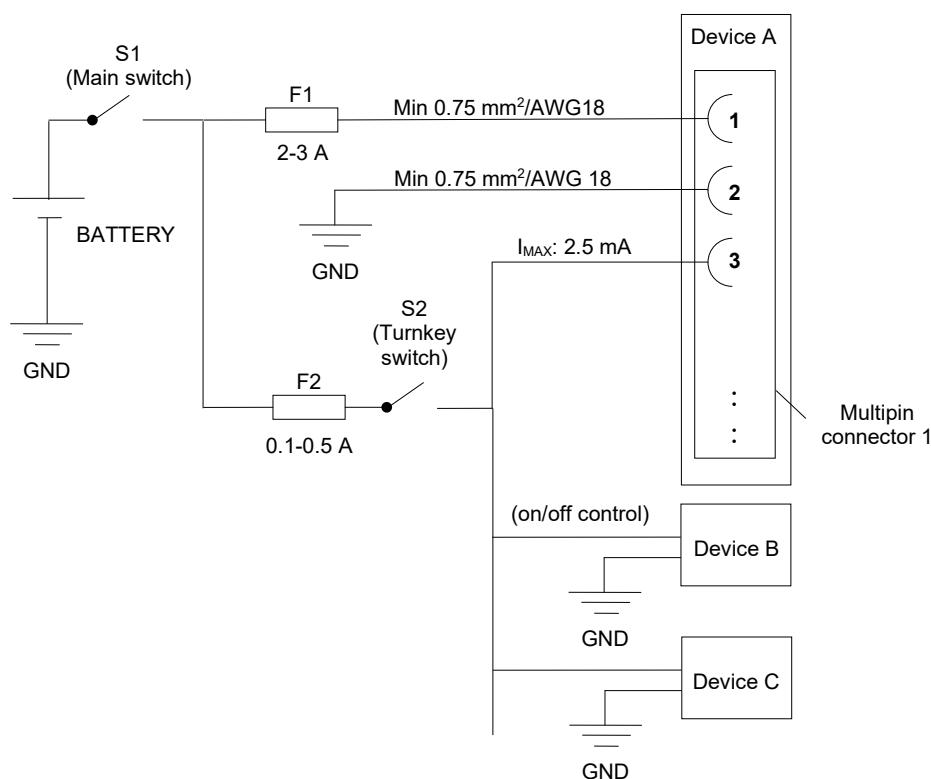 Device A
S1
(Main switch)
F1
Min 0.75 mm²/AWG18
1
2-3 A
Min 0.75 mm²/AWG 18
2
BATTERY
GND
I_MAX: 2.5 mA
3
S2
(Turnkey
switch)
GND
F2
0.1-0.5 A
:
:
Multipin
connector 1
(on/off control)
Device B
GND
Device C
GND